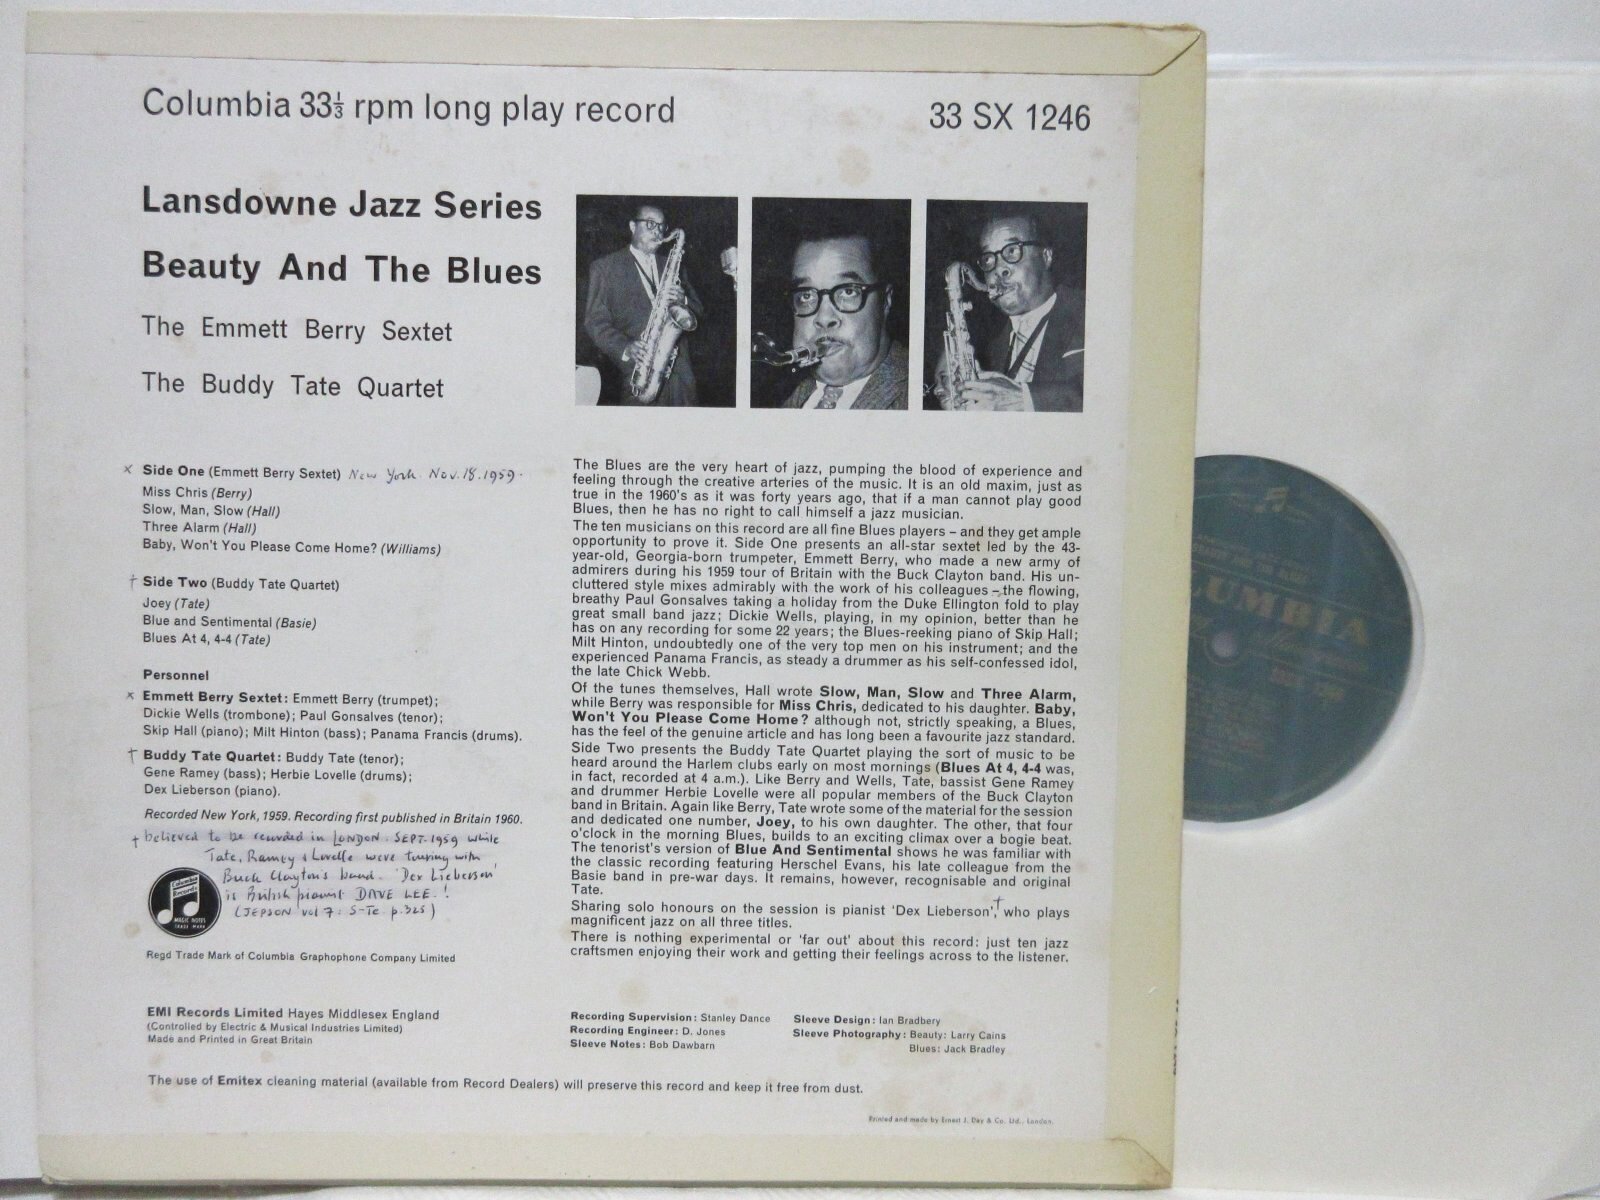 Columbia 33⅓ rpm long play record
33 SX 1246
Lansdowne Jazz Series
Beauty And The Blues
The Emmett Berry Sextet
The Buddy Tate Quartet
x Side One (Emmett Berry Sextet) New York. Nov. 18. 1959.
Miss Chris (Berry)
Slow, Man, Slow (Hall)
Three Alarm (Hall)
Baby, Won't You Please Come Home? (Williams)
† Side Two (Buddy Tate Quartet)
Joey (Tate)
Blue and Sentimental (Basie)
Blues At 4, 4-4 (Tate)
Personnel
x Emmett Berry Sextet: Emmett Berry (trumpet);
Dickie Wells (trombone); Paul Gonsalves (tenor);
Skip Hall (piano); Milt Hinton (bass); Panama Francis (drums).
† Buddy Tate Quartet: Buddy Tate (tenor);
Gene Ramey (bass); Herbie Lovelle (drums);
Dex Lieberson (piano).
Recorded New York, 1959. Recording first published in Britain 1960.
† believed to be recorded in LONDON. SEPT. 1959 while
Tate, Ramey & Lovelle were touring with
Buck Clayton's band. 'Dex Lieberson'
is British pianist DAVE LEE.!
(JEPSON vol 7: S-Te p.325)
Columbia
Records
MAGIC NOTES
TRADE MARK
Regd Trade Mark of Columbia Graphophone Company Limited
EMI Records Limited Hayes Middlesex England
(Controlled by Electric & Musical Industries Limited)
Made and Printed in Great Britain
The Blues are the very heart of jazz, pumping the blood of experience and
feeling through the creative arteries of the music. It is an old maxim, just as
true in the 1960's as it was forty years ago, that if a man cannot play good
Blues, then he has no right to call himself a jazz musician.
The ten musicians on this record are all fine Blues players – and they get ample
opportunity to prove it. Side One presents an all-star sextet led by the 43-
year-old, Georgia-born trumpeter, Emmett Berry, who made a new army of
admirers during his 1959 tour of Britain with the Buck Clayton band. His un-
cluttered style mixes admirably with the work of his colleagues – the flowing,
breathy Paul Gonsalves taking a holiday from the Duke Ellington fold to play
great small band jazz; Dickie Wells, playing, in my opinion, better than he
has on any recording for some 22 years; the Blues-reeking piano of Skip Hall;
Milt Hinton, undoubtedly one of the very top men on his instrument; and the
experienced Panama Francis, as steady a drummer as his self-confessed idol,
the late Chick Webb.
Of the tunes themselves, Hall wrote Slow, Man, Slow and Three Alarm,
while Berry was responsible for Miss Chris, dedicated to his daughter. Baby,
Won't You Please Come Home? although not, strictly speaking, a Blues,
has the feel of the genuine article and has long been a favourite jazz standard.
Side Two presents the Buddy Tate Quartet playing the sort of music to be
heard around the Harlem clubs early on most mornings (Blues At 4, 4-4 was,
in fact, recorded at 4 a.m.). Like Berry and Wells, Tate, bassist Gene Ramey
and drummer Herbie Lovelle were all popular members of the Buck Clayton
band in Britain. Again like Berry, Tate wrote some of the material for the session
and dedicated one number, Joey, to his own daughter. The other, that four
o'clock in the morning Blues, builds to an exciting climax over a bogie beat.
The tenorist's version of Blue And Sentimental shows he was familiar with
the classic recording featuring Herschel Evans, his late colleague from the
Basie band in pre-war days. It remains, however, recognisable and original
Tate.
Sharing solo honours on the session is pianist 'Dex Lieberson',† who plays
magnificent jazz on all three titles.
There is nothing experimental or 'far out' about this record: just ten jazz
craftsmen enjoying their work and getting their feelings across to the listener.
Recording Supervision: Stanley Dance
Recording Engineer: D. Jones
Sleeve Notes: Bob Dawbarn
Sleeve Design: Ian Bradbery
Sleeve Photography: Beauty: Larry Cains
Blues: Jack Bradley
The use of Emitex cleaning material (available from Record Dealers) will preserve this record and keep it free from dust.
Printed and made by Ernest J. Day & Co. Ltd., London.
LUMBIA